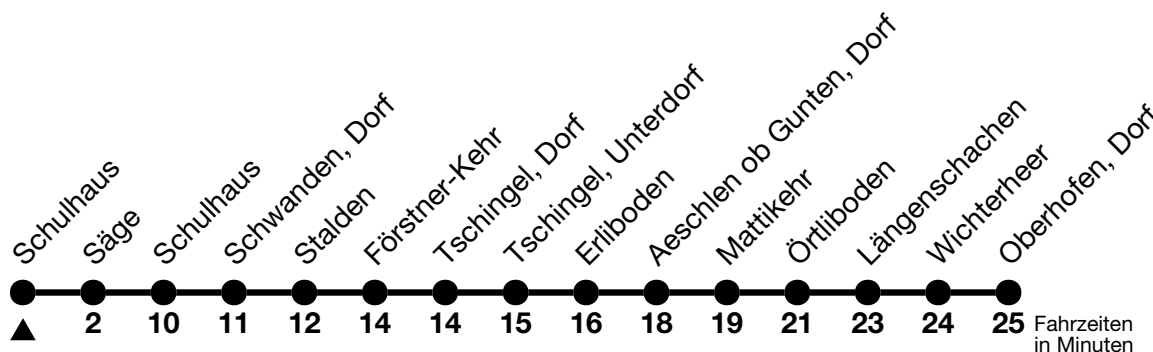 Schulhaus
Säge
Schulhaus
Schwanden, Dorf
Stalden
Förstner-Kehr
Tschingel, Dorf
Tschingel, Unterdorf
Erliboden
Aeschlen ob Gunten, Dorf
Mattikehr
Örtliboden
Längenschachen
Wichterheer
Oberhofen, Dorf
2 10 11 12 14 14 15 16 18 19 21 23 24 25 Fahrzeiten
in Minuten